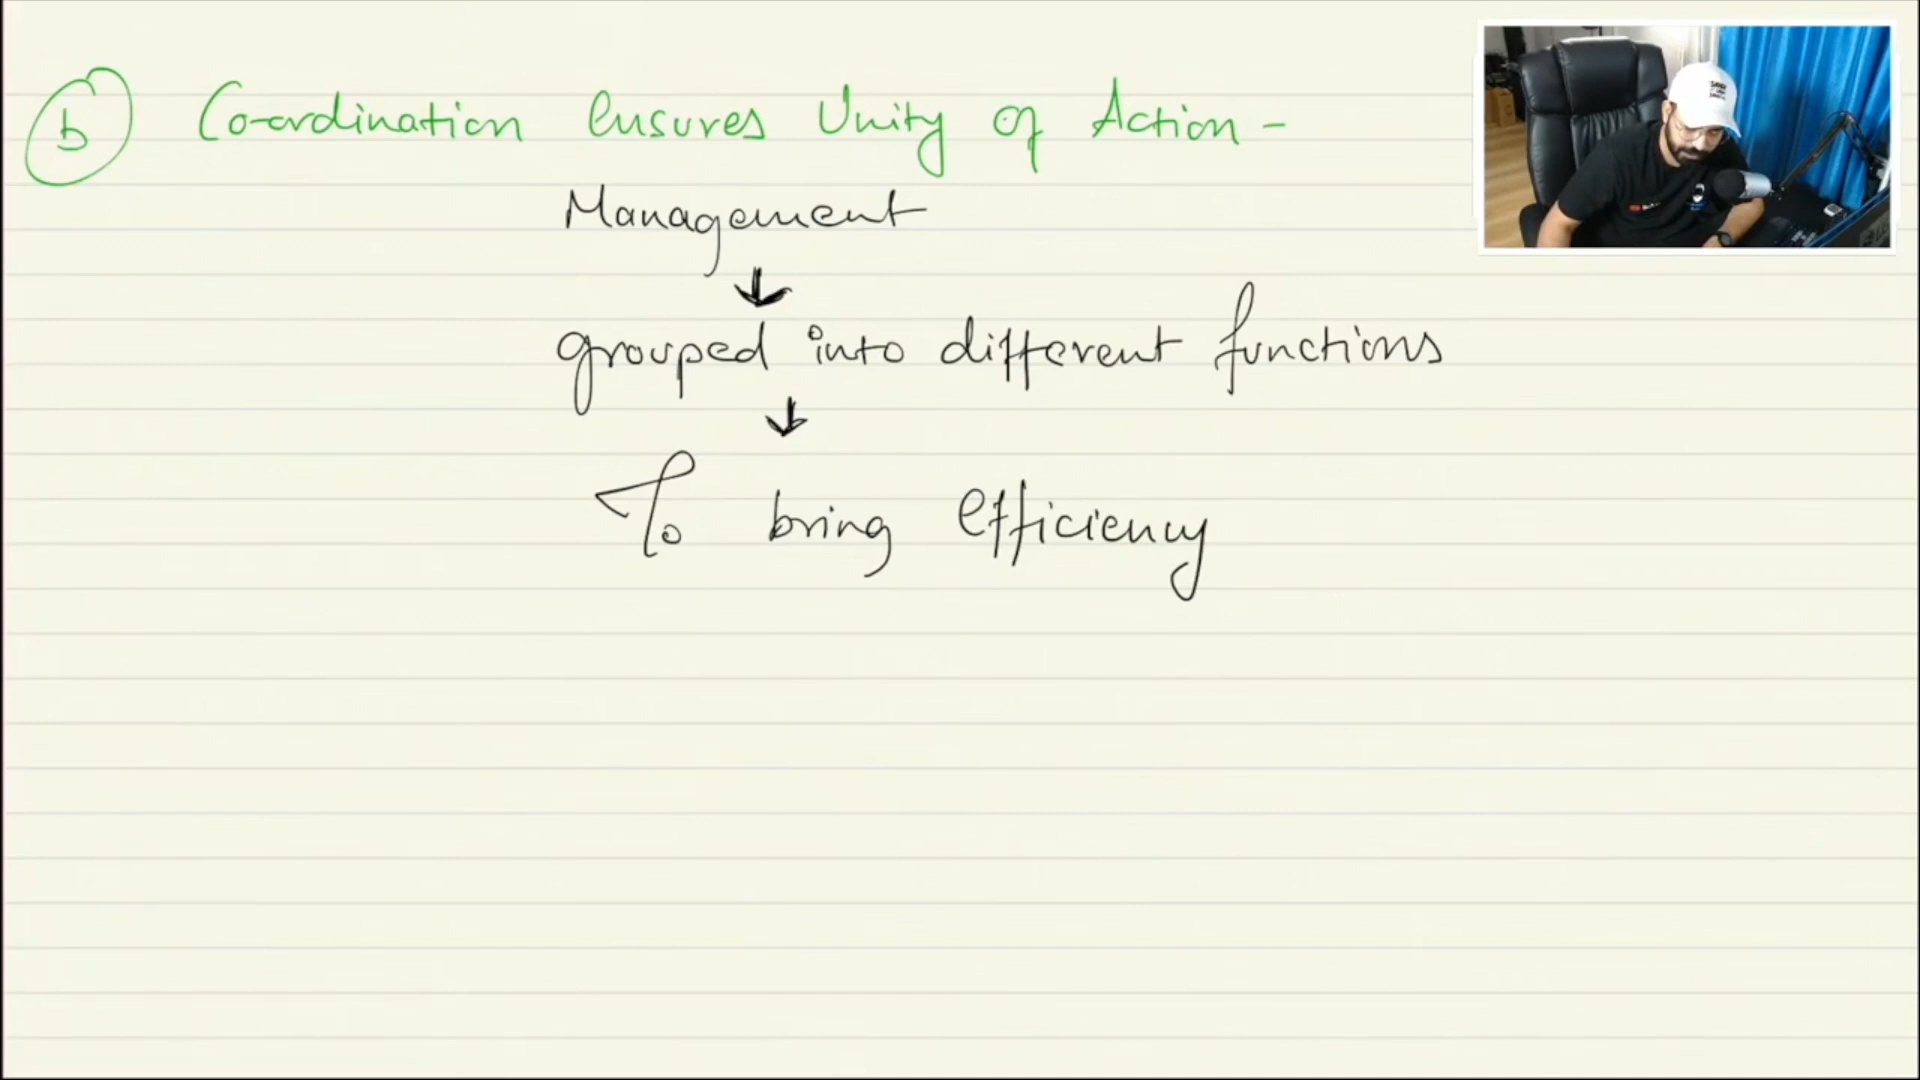 b Co-ordination ensures Unity of Action -
Management
↓
grouped into different functions
↓
To bring efficiency